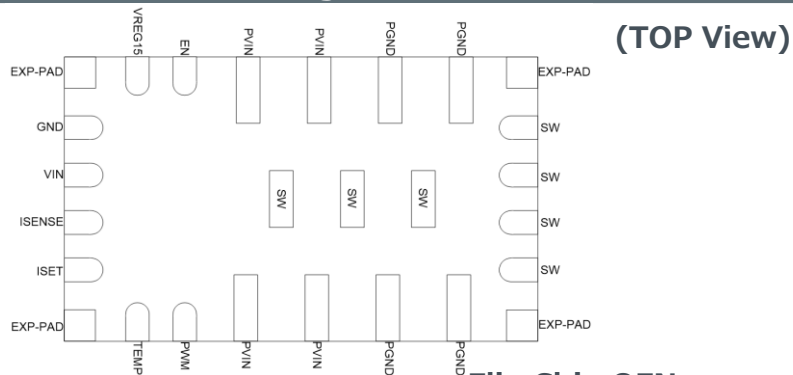 (TOP View)
VREG15
EN
PVIN
PVIN
PGND
PGND
EXP-PAD
EXP-PAD
GND
SW
VIN
SW
SW
SW
SW
ISENSE
SW
ISET
SW
EXP-PAD
EXP-PAD
TEMP
PWM
PVIN
PVIN
PGND
PGND